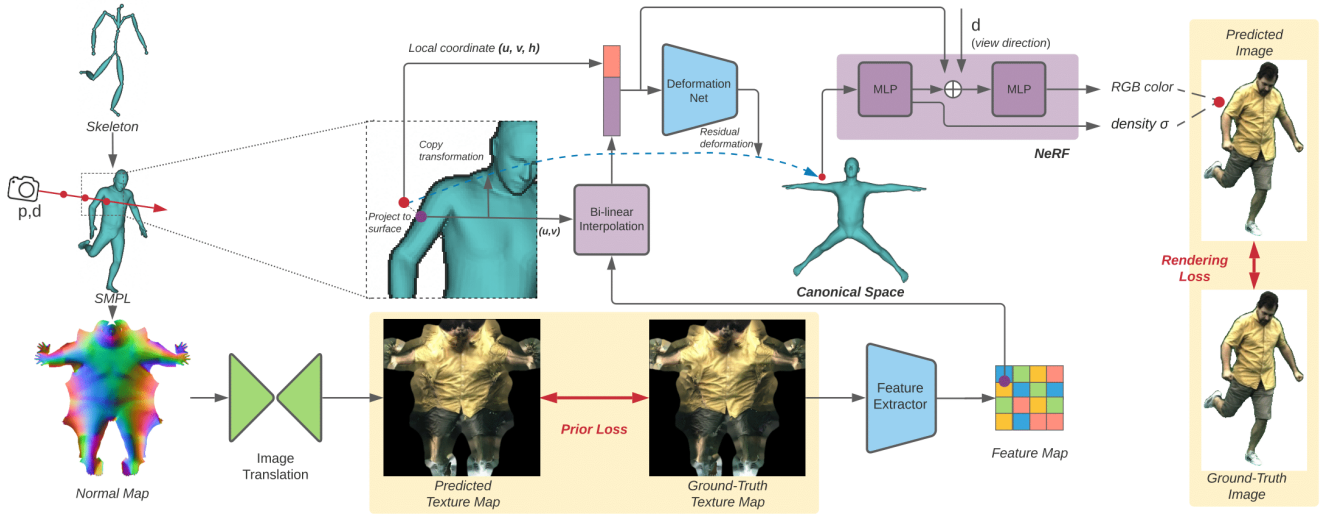 Skeleton
p,d
SMPL
Normal Map
Image
Translation
Local coordinate (u, v, h)
Copy
transformation
Project to
surface
(u,v)
Bi-linear
Interpolation
Deformation
Net
Residual
deformation
Canonical Space
d
(view direction)
MLP
MLP
NeRF
RGB color
density σ
Predicted
Texture Map
Prior Loss
Ground-Truth
Texture Map
Feature
Extractor
Feature Map
Predicted
Image
Rendering
Loss
Ground-Truth
Image